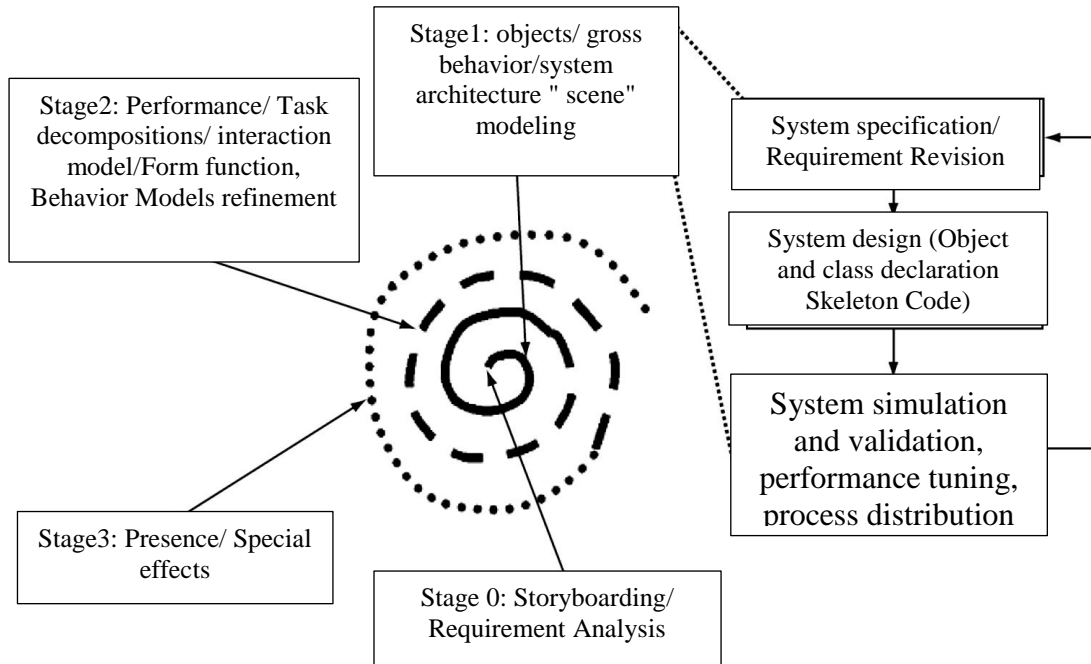 Stage1: objects/ gross
behavior/system
architecture " scene"
modeling
Stage2: Performance/ Task
decompositions/ interaction
model/Form function,
Behavior Models refinement
System specification/
Requirement Revision
System design (Object
and class declaration
Skeleton Code)
System simulation
and validation,
performance tuning,
process distribution
Stage3: Presence/ Special
effects
Stage 0: Storyboarding/
Requirement Analysis